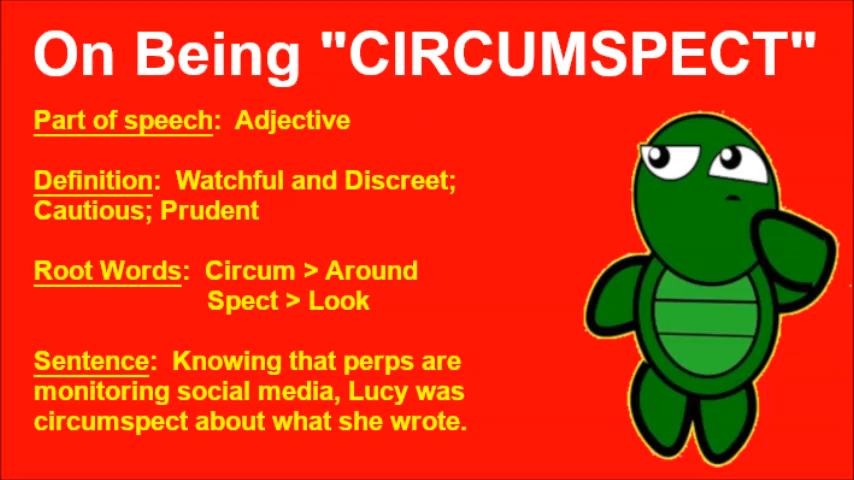 On Being "CIRCUMSPECT"
Part of speech:  Adjective
Definition:  Watchful and Discreet;
Cautious; Prudent
Root Words:  Circum > Around
Spect > Look
Sentence:  Knowing that perps are
monitoring social media, Lucy was
circumspect about what she wrote.